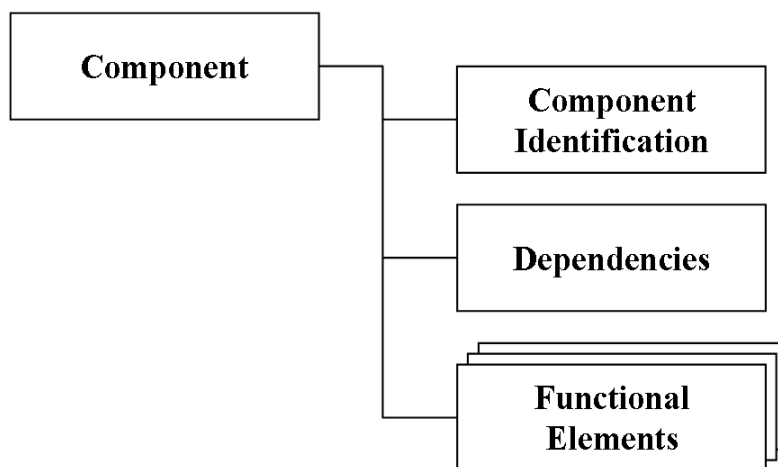 Component
Component
Identification
Dependencies
Functional
Elements